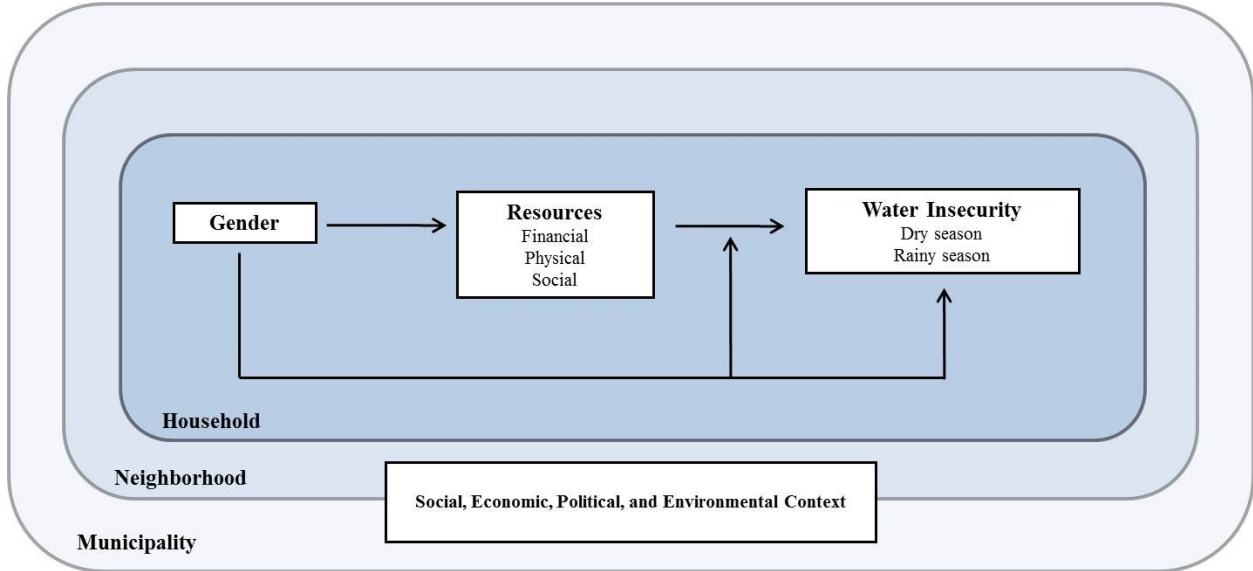 Gender
Resources
Financial
Physical
Social
Water Insecurity
Dry season
Rainy season
Household
Neighborhood
Social, Economic, Political, and Environmental Context
Municipality